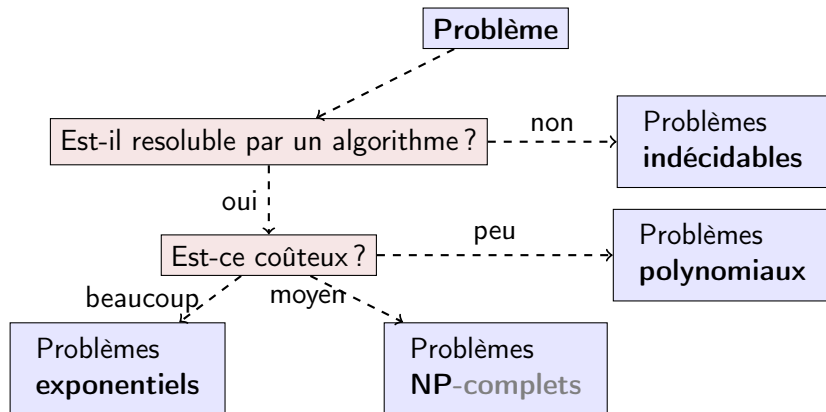 Problème
Est-il resoluble par un algorithme ?
non
Problèmes
indécidables
oui
Est-ce coûteux ?
peu
Problèmes
polynomiaux
beaucoup
moyen
Problèmes
exponentiels
Problèmes
NP-complets